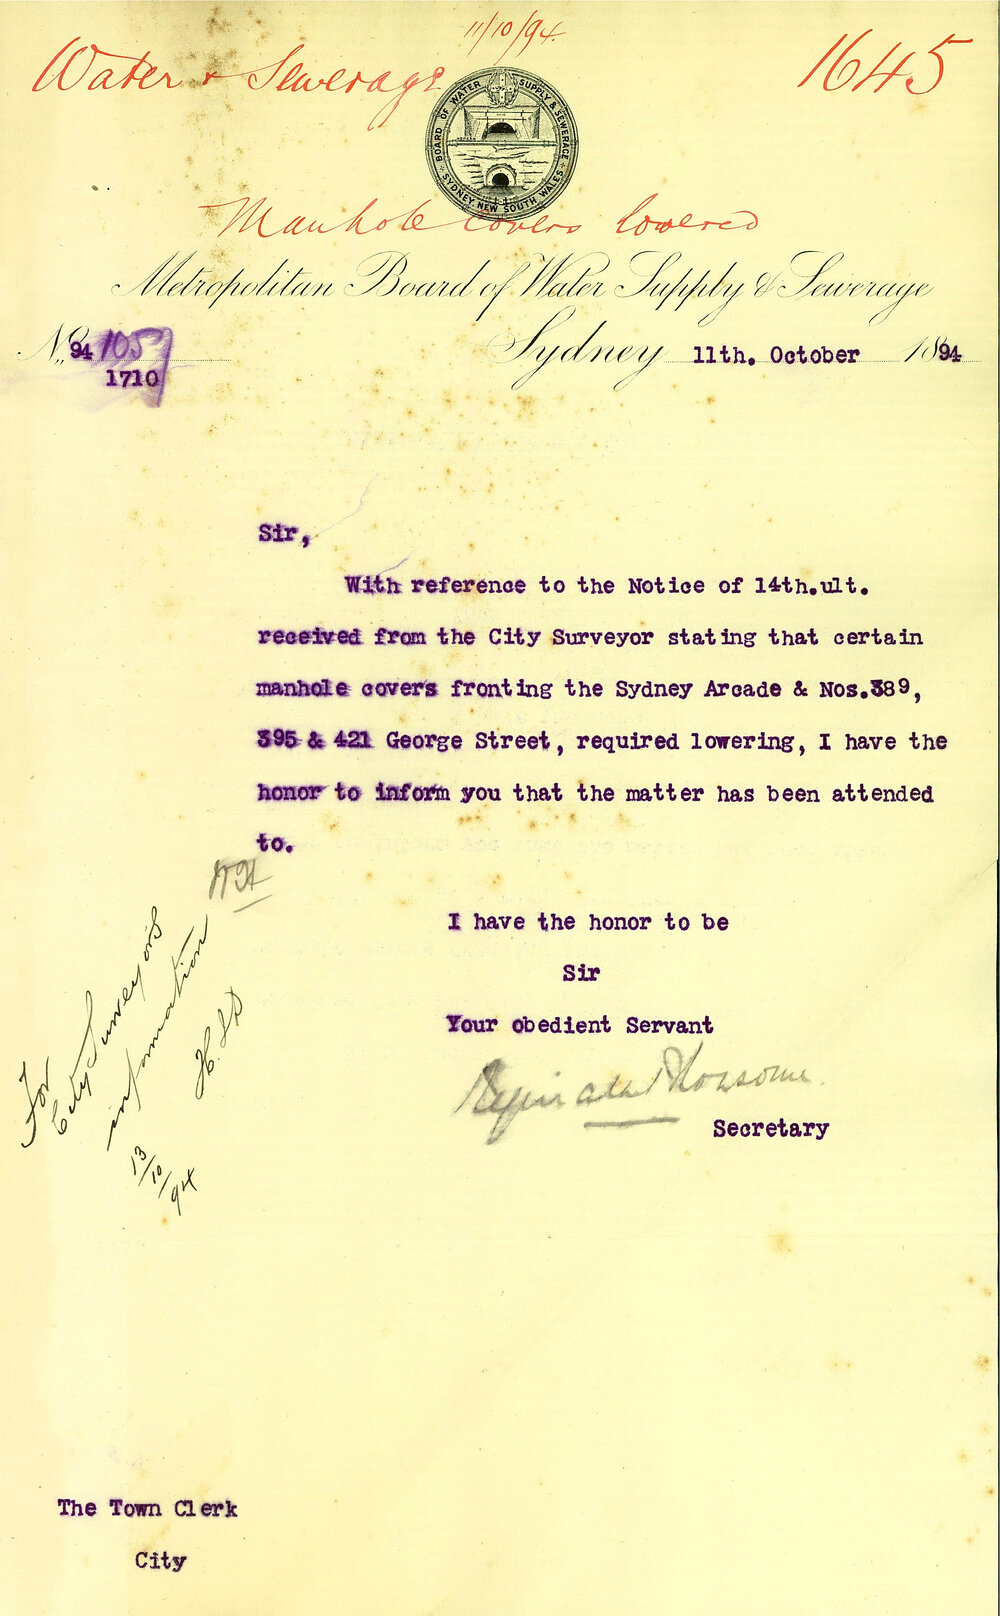 11/10/94.
Water & Sewerage
1645
BOARD OF WATER SUPPLY & SEWERAGE
SYDNEY, NEW SOUTH WALES
Manhole Covers lowered
Metropolitan Board of Water Supply & Sewerage
No. 94 1057
1710
Sydney 11th. October 1894
Sir,
With reference to the Notice of 14th.ult.
received from the City Surveyor stating that certain
manhole covers fronting the Sydney Arcade & Nos.389,
395 & 421 George Street, required lowering, I have the
honor to inform you that the matter has been attended
to.
I have the honor to be
Sir
Your obedient Servant
Secretary
For
City Surveyor's
information
13/10/94
The Town Clerk
City